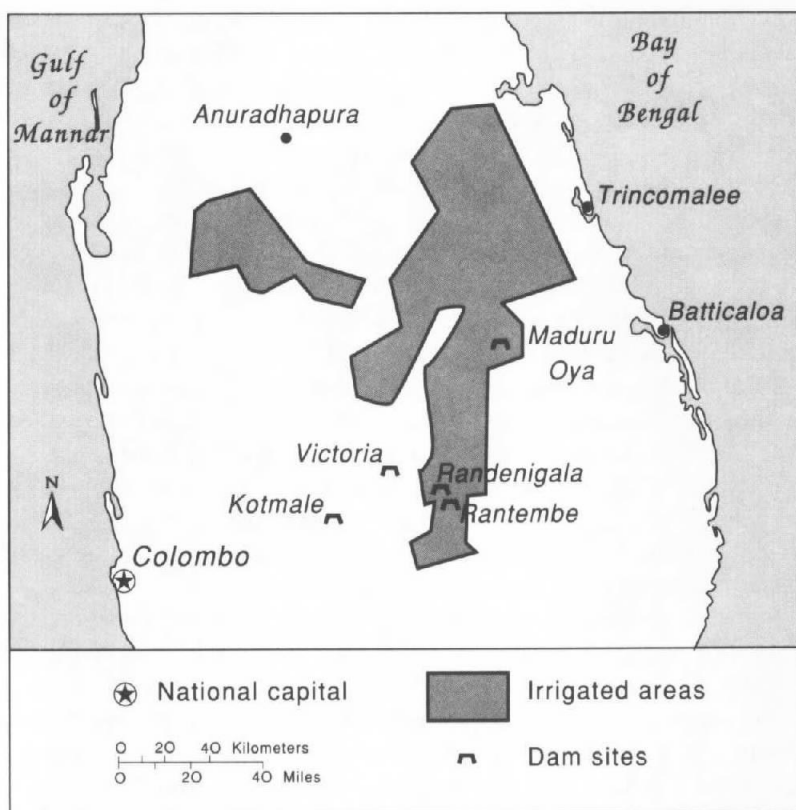 Gulf
of
Mannar
Bay
of
Bengal
Anuradhapura
Trincomalee
Batticaloa
Maduru
Oya
Victoria
Randenigala
Kotmale
Rantembe
N
Colombo
National capital
Irrigated areas
0 20 40 Kilometers
0 20 40 Miles
Dam sites